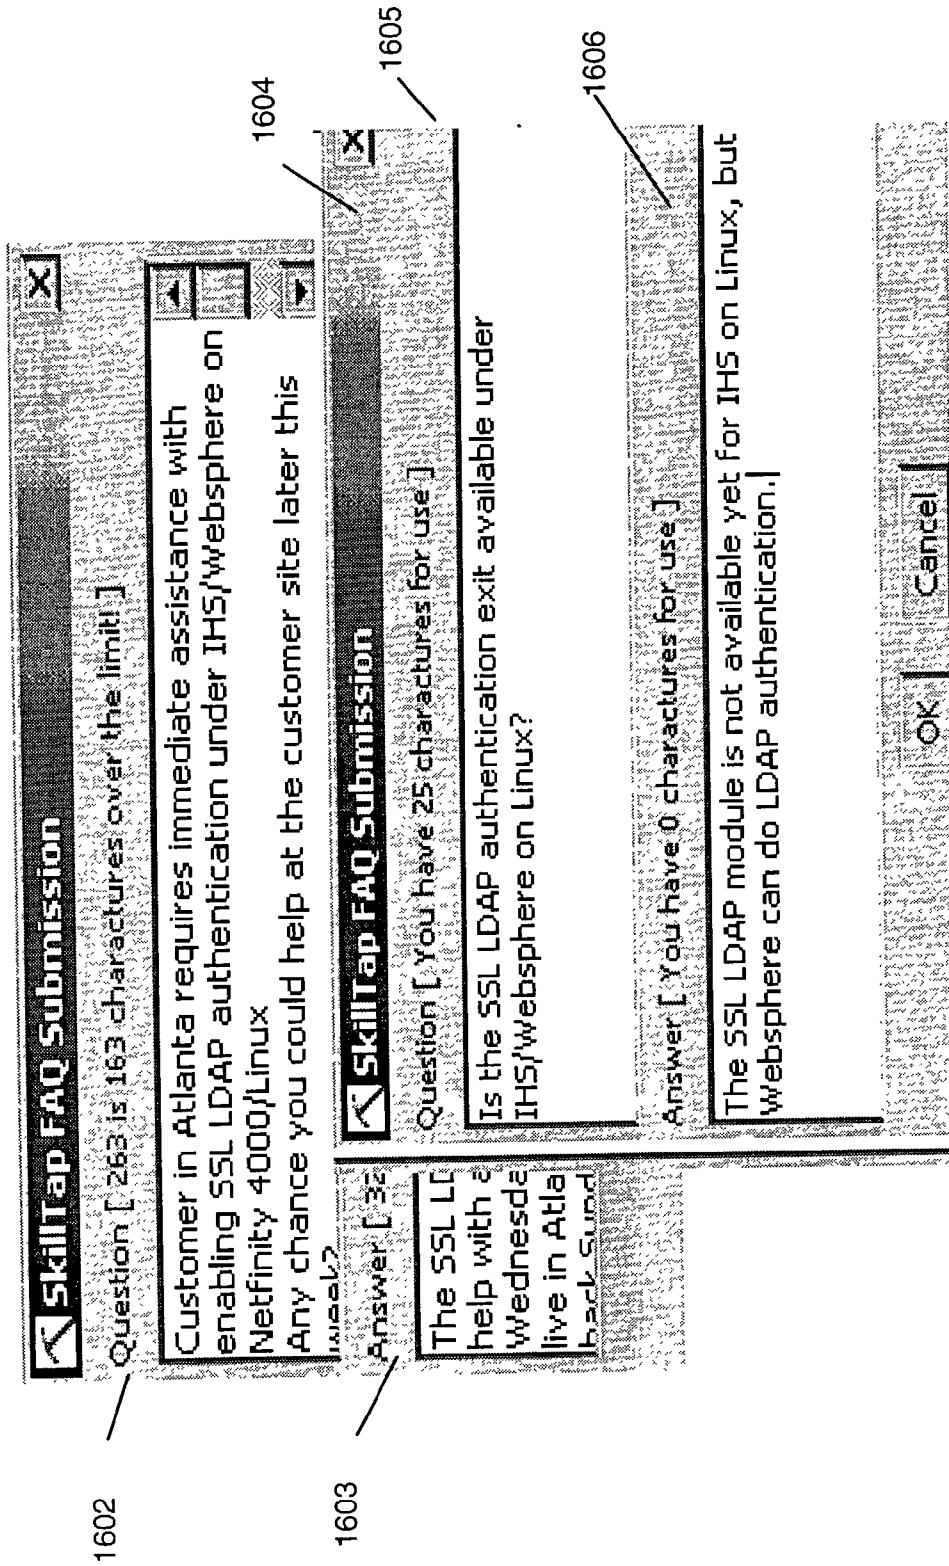 SkillTap FAQ Submission
Question [ 263 is 163 charactures over the limit! ]
Customer in Atlanta requires immediate assistance with
enabling SSL LDAP authentication under IHS/Websphere on
Netfinity 4000/Linux
Any chance you could help at the customer site later this
week?
Answer [ 32
The SSL LD
help with a
Wednesda
live in Atla
back Sund
SkillTap FAQ Submission
Question [ You have 25 charactures for use ]
Is the SSL LDAP authentication exit available under
IHS/Websphere on Linux?
Answer [ You have 0 charactures for use ]
The SSL LDAP module is not available yet for IHS on Linux, but
Websphere can do LDAP authentication.
OK
Cancel
1602
1603
1604
1605
1606